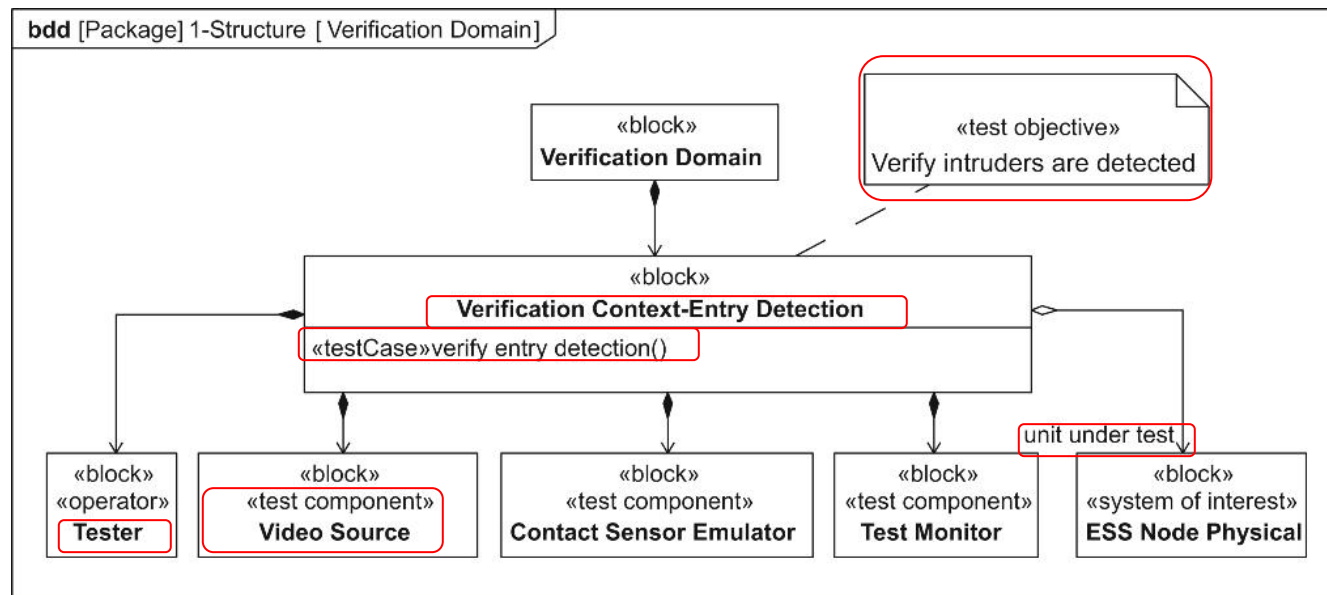 bdd [Package] 1-Structure [ Verification Domain]
«test objective»
Verify intruders are detected
«block»
Verification Domain
«block»
Verification Context-Entry Detection
«testCase»verify entry detection()
unit under test
«block»
«operator»
Tester
«block»
«test component»
Video Source
«block»
«test component»
Contact Sensor Emulator
«block»
«test component»
Test Monitor
«block»
«system of interest»
ESS Node Physical